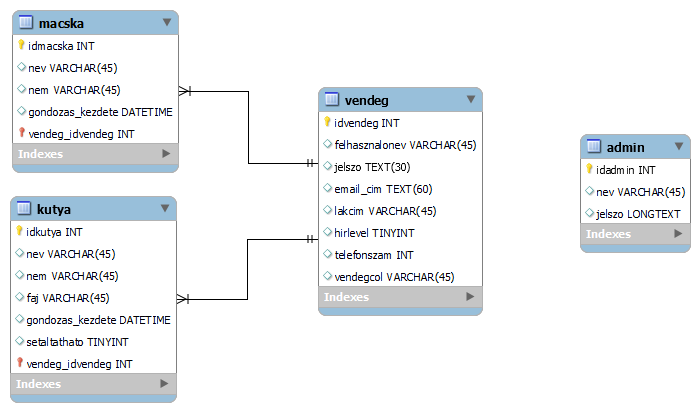 macska
idmacska INT
nev VARCHAR(45)
nem VARCHAR(45)
gondozas_kezdete DATETIME
vendeg_idvendeg INT
Indexes
kutya
idkutya INT
nev VARCHAR(45)
nem VARCHAR(45)
faj VARCHAR(45)
gondozas_kezdete DATETIME
setaltathato TINYINT
vendeg_idvendeg INT
Indexes
vendeg
idvendeg INT
felhasznalonev VARCHAR(45)
jelszo TEXT(30)
email_cim TEXT(60)
lakcim VARCHAR(45)
hirlevel TINYINT
telefonszam INT
vendegcol VARCHAR(45)
Indexes
admin
idadmin INT
nev VARCHAR(45)
jelszo LONGTEXT
Indexes